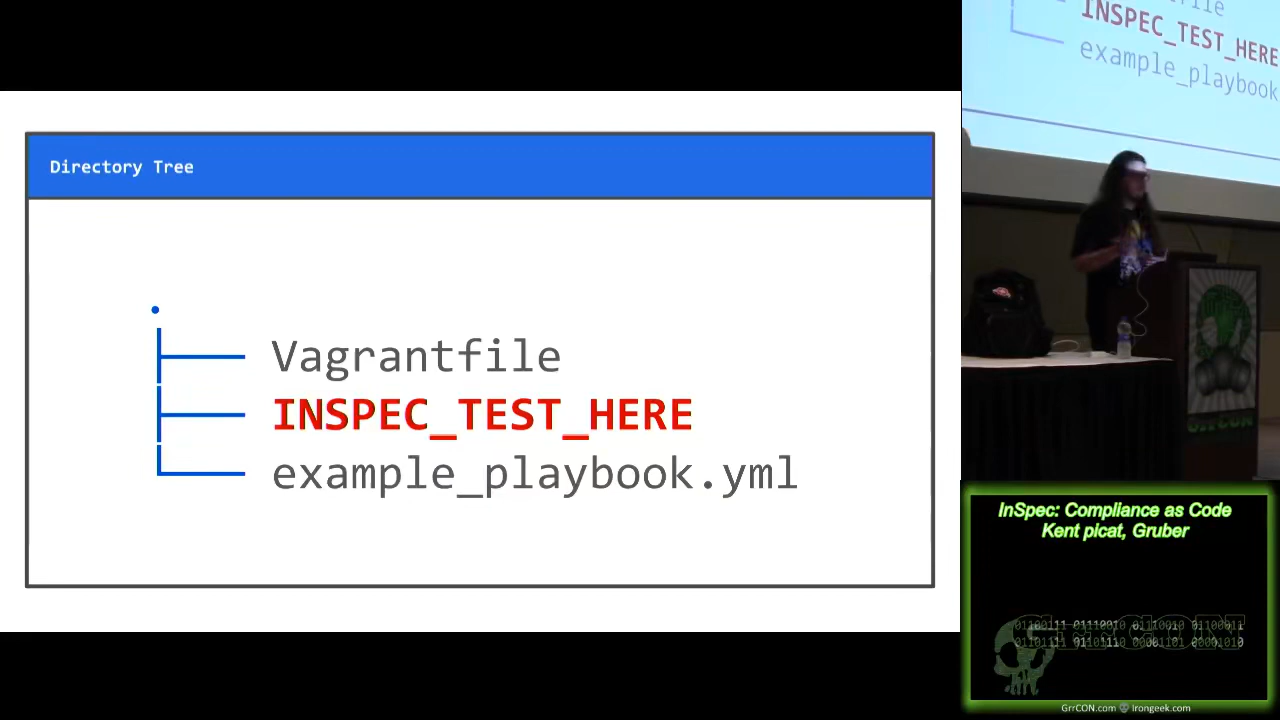 Directory Tree
.
Vagrantfile
INSPEC_TEST_HERE
example_playbook.yml
INSPEC_TEST_HERE
example_playbook
InSpec: Compliance as Code
Kent picat, Gruber
GrrCON
GrrCON.com Irongeek.com